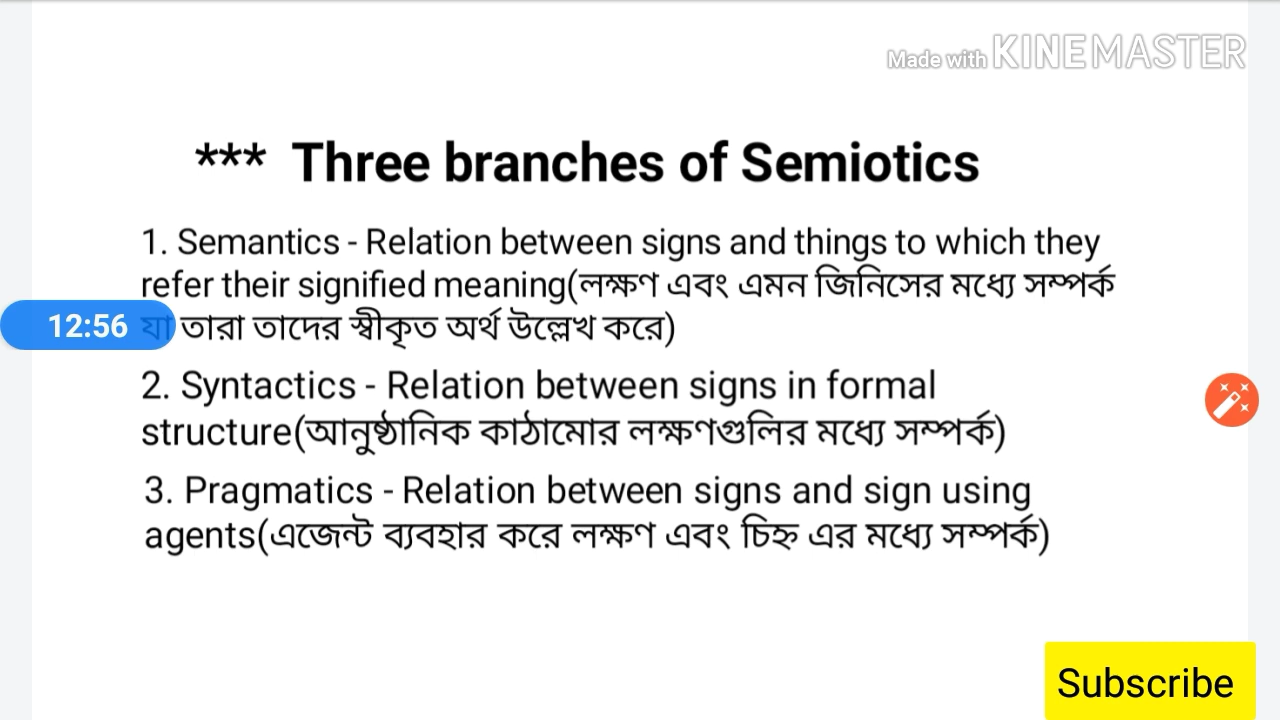 Made with KINEMASTER
*** Three branches of Semiotics
1. Semantics - Relation between signs and things to which they
refer their signified meaning(লক্ষণ এবং এমন জিনিসের মধ্যে সম্পর্ক
12:56 যা তারা তাদের স্বীকৃত অর্থ উল্লেখ করে)
2. Syntactics - Relation between signs in formal
structure(আনুষ্ঠানিক কাঠামোর লক্ষণগুলির মধ্যে সম্পর্ক)
3. Pragmatics - Relation between signs and sign using
agents(এজেন্ট ব্যবহার করে লক্ষণ এবং চিহ্ন এর মধ্যে সম্পর্ক)
Subscribe